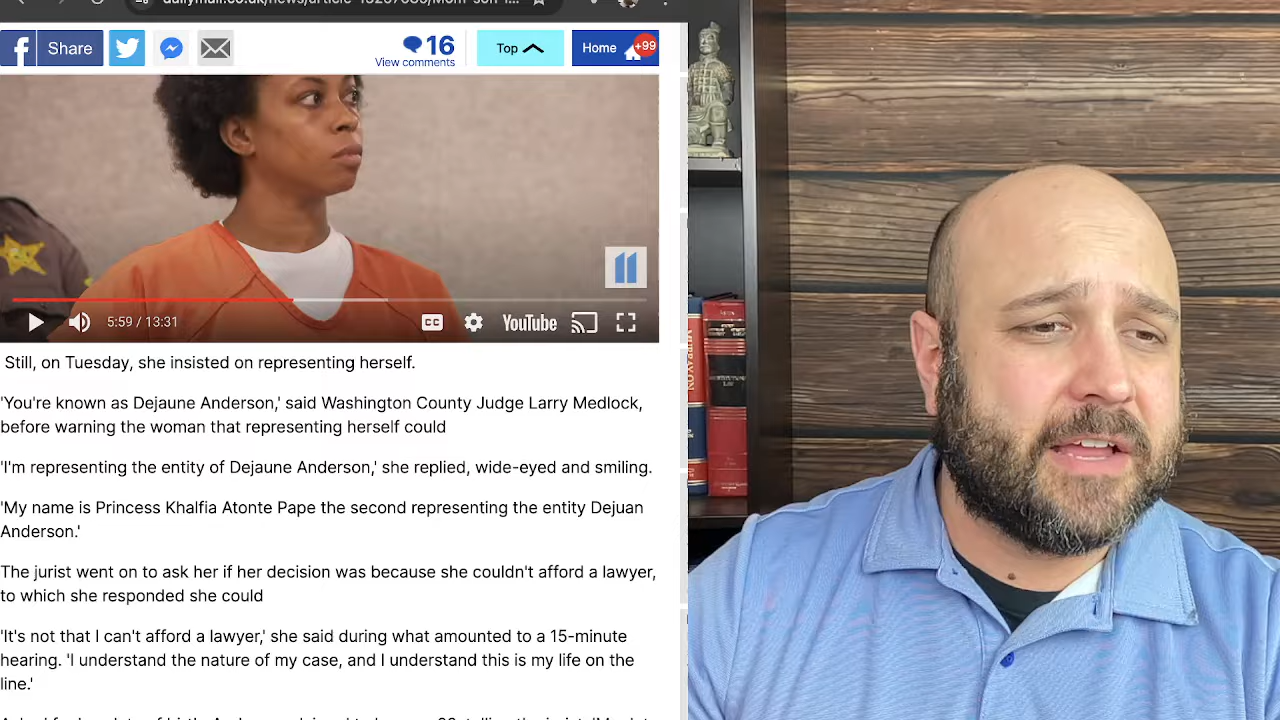 Share
16
View comments
Top
Home
+99
5:59 / 13:31
CC
YouTube
Still, on Tuesday, she insisted on representing herself.
'You're known as Dejaune Anderson,' said Washington County Judge Larry Medlock,
before warning the woman that representing herself could
'I'm representing the entity of Dejaune Anderson,' she replied, wide-eyed and smiling.
'My name is Princess Khalfia Atonte Pape the second representing the entity Dejuan
Anderson.'
The jurist went on to ask her if her decision was because she couldn't afford a lawyer,
to which she responded she could
'It's not that I can't afford a lawyer,' she said during what amounted to a 15-minute
hearing. 'I understand the nature of my case, and I understand this is my life on the
line.'